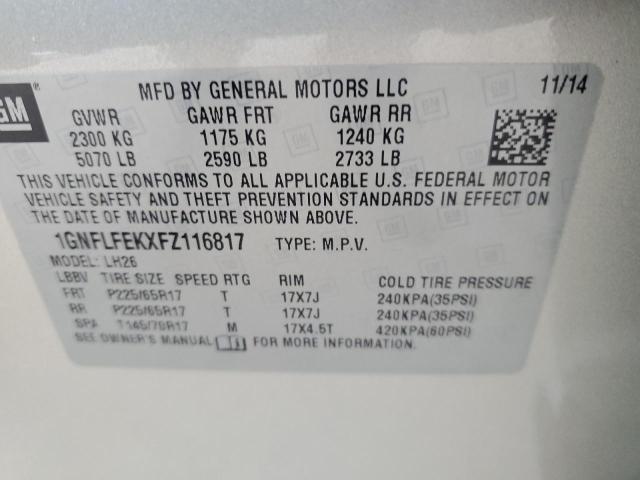 GM ®
MFD BY GENERAL MOTORS LLC 11/14
GVWR GAWR FRT GAWR RR
2300 KG 1175 KG 1240 KG
5070 LB 2590 LB 2733 LB
THIS VEHICLE CONFORMS TO ALL APPLICABLE U.S. FEDERAL MOTOR
VEHICLE SAFETY AND THEFT PREVENTION STANDARDS IN EFFECT ON
THE DATE OF MANUFACTURE SHOWN ABOVE.
1GNFLFEKXFZ116817 TYPE: M.P.V.
MODEL: LH26
LBBV TIRE SIZE SPEED RTG RIM COLD TIRE PRESSURE
FRT P225/65R17 T 17X7J 240KPA(35PSI)
RR P225/65R17 T 17X7J 240KPA(35PSI)
SPA T145/70R17 M 17X4.5T 420KPA(60PSI)
SEE OWNER'S MANUAL FOR MORE INFORMATION.